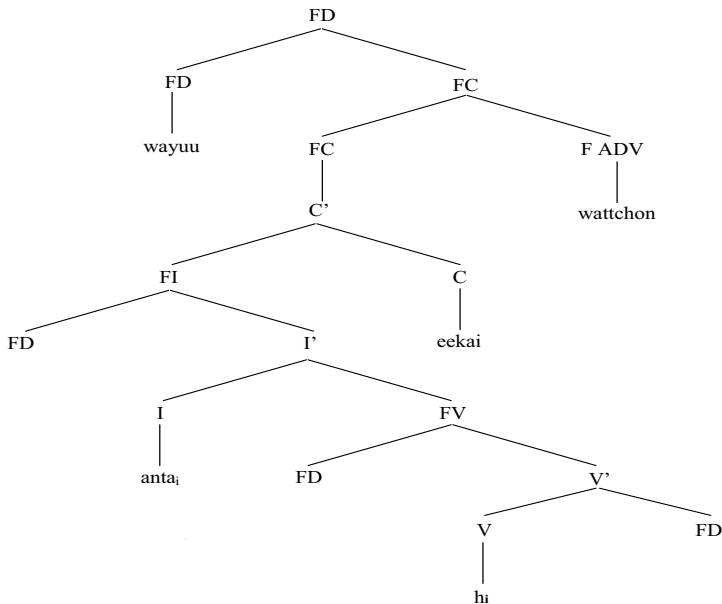 FD
FD FC
wayuu FC F ADV
C’ wattchon
FI C
FD I’ eekai
I FV
antaᵢ FD V’
V FD
hᵢ